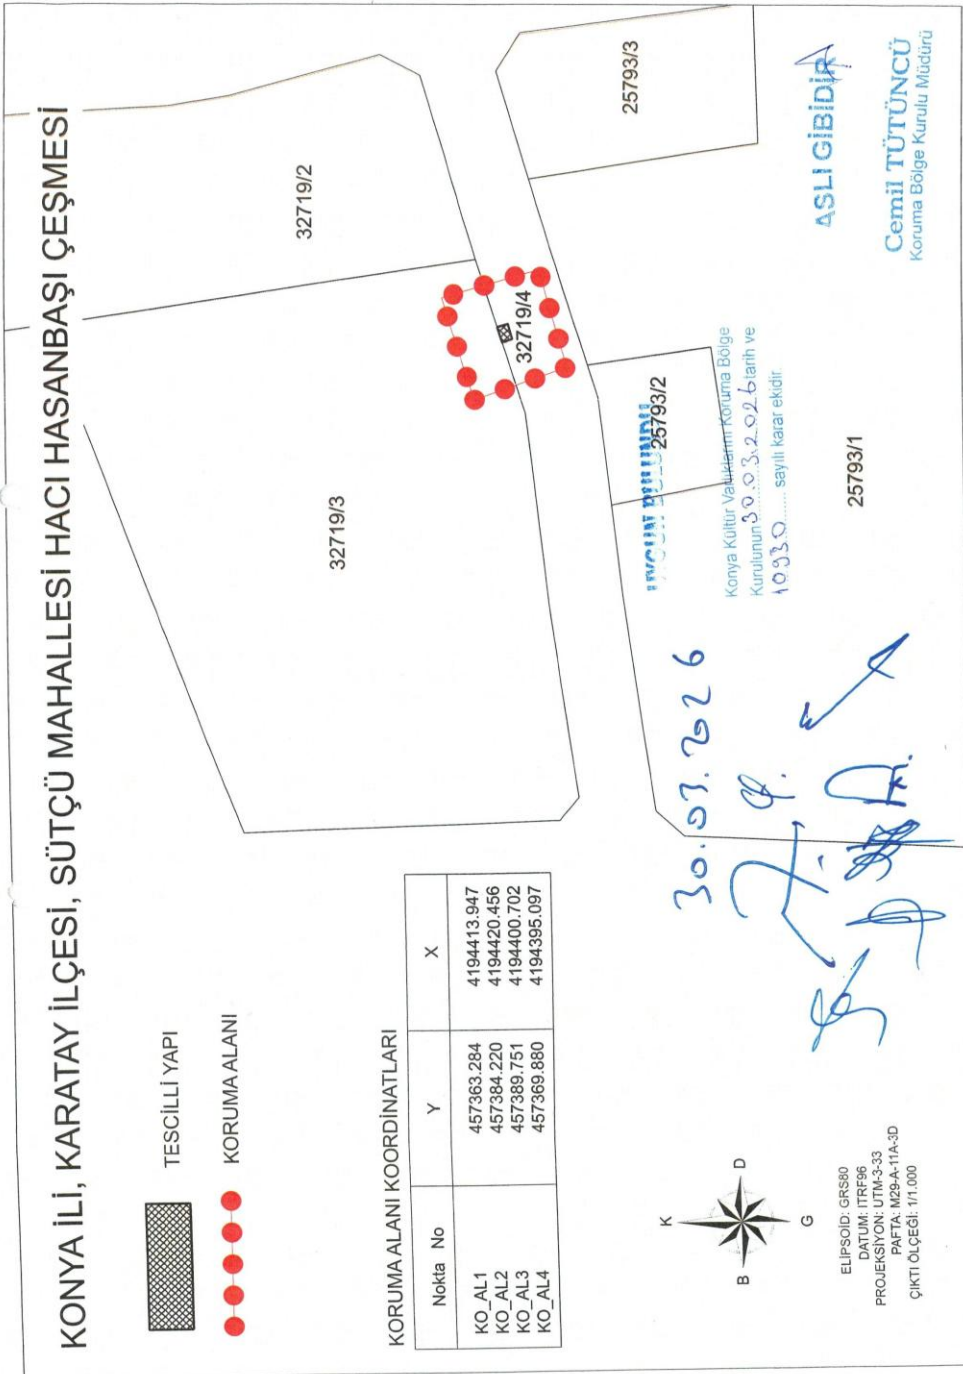 KONYA İLİ, KARATAY İLÇESİ, SÜTÇÜ MAHALLESİ HACI HASANBAŞI ÇEŞMESİ
TESCİLLİ YAPI
KORUMA ALANI
KORUMA ALANI KOORDİNATLARI
Nokta No Y X
KO_AL1 457363.284 4194413.947
KO_AL2 457384.220 4194420.456
KO_AL3 457389.751 4194400.702
KO_AL4 457369.880 4194395.097
32719/3
32719/2
32719/4
25793/3
25793/2
25793/1
K
B
D
G
ELİPSOİD: GRS80
DATUM: ITRF96
PROJEKSİYON: UTM-3-33
PAFTA: M29-A-11A-3D
ÇIKTI ÖLÇEĞİ: 1/1.000
30.03.2026
UYGUN BULUNDU
Konya Kültür Varlıklarını Koruma Bölge
Kurulunun 30.03.2026 tarih ve
10930 sayılı karar ekidir.
ASLI GİBİDİR
Cemil TÜTÜNCÜ
Koruma Bölge Kurulu Müdürü